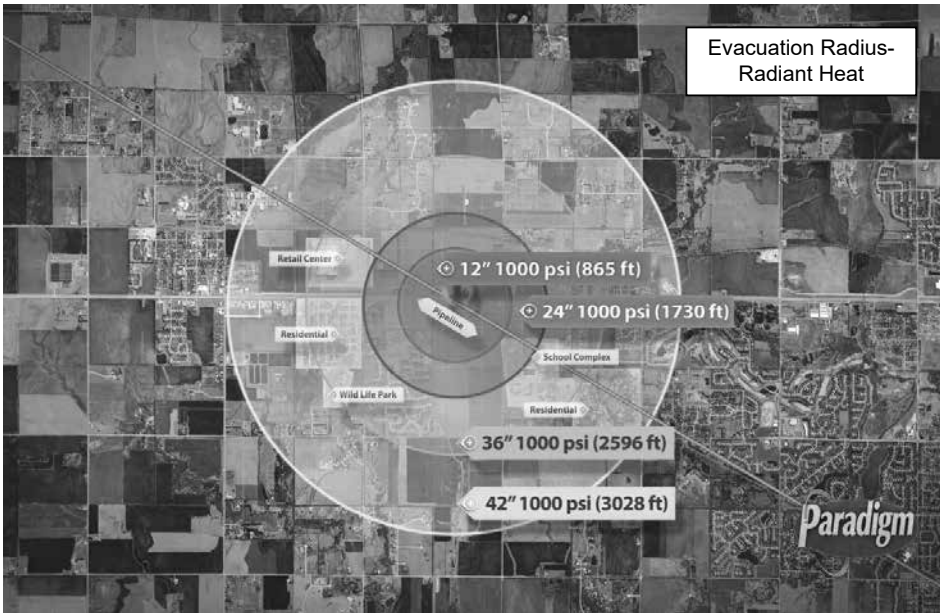 Evacuation Radius-
Radiant Heat
Retail Center
12" 1000 psi (865 ft)
24" 1000 psi (1730 ft)
Pipeline
Residential
School Complex
Wild Life Park
Residential
36" 1000 psi (2596 ft)
42" 1000 psi (3028 ft)
Paradigm